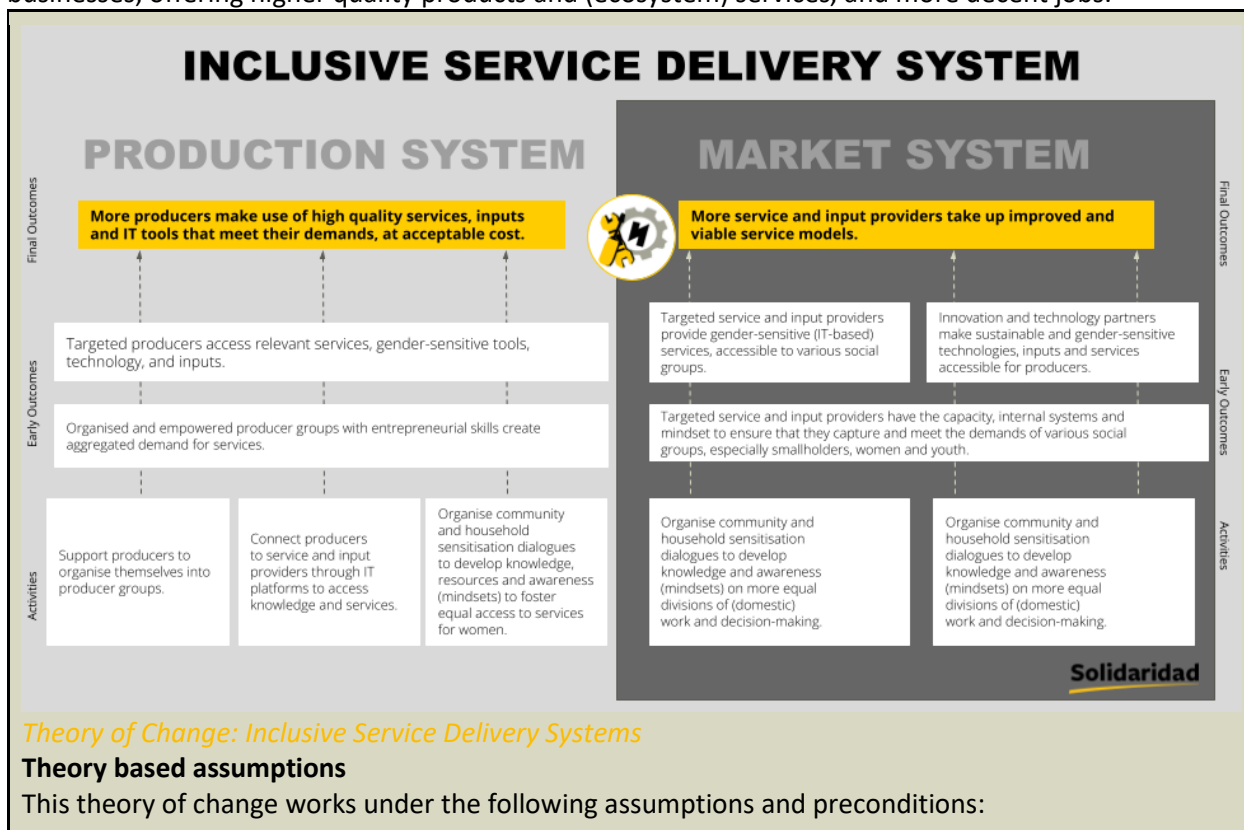 businesses, offering higher quality products and (ecosystem) services, and more decent jobs.
INCLUSIVE SERVICE DELIVERY SYSTEM
PRODUCTION SYSTEM
MARKET SYSTEM
Final Outcomes
More producers make use of high quality services, inputs
and IT tools that meet their demands, at acceptable cost.
More service and input providers take up improved and
viable service models.
Final Outcomes
Early Outcomes
Targeted producers access relevant services, gender-sensitive tools,
technology, and inputs.
Organised and empowered producer groups with entrepreneurial skills create
aggregated demand for services.
Targeted service and input providers
provide gender-sensitive (IT-based)
services, accessible to various social
groups.
Innovation and technology partners
make sustainable and gender-sensitive
technologies, inputs and services
accessible for producers.
Targeted service and input providers have the capacity, internal systems and
mindset to ensure that they capture and meet the demands of various social
groups, especially smallholders, women and youth.
Early Outcomes
Activities
Support producers to
organise themselves into
producer groups.
Connect producers
to service and input
providers through IT
platforms to access
knowledge and services.
Organise community
and household
sensitisation dialogues
to develop knowledge,
resources and awareness
(mindsets) to foster
equal access to services
for women.
Organise community and
household sensitisation
dialogues to develop
knowledge and awareness
(mindsets) on more equal
divisions of (domestic)
work and decision-making.
Organise community and
household sensitisation
dialogues to develop
knowledge and awareness
(mindsets) on more equal
divisions of (domestic)
work and decision-making.
Activities
Solidaridad
Theory of Change: Inclusive Service Delivery Systems
Theory based assumptions
This theory of change works under the following assumptions and preconditions: